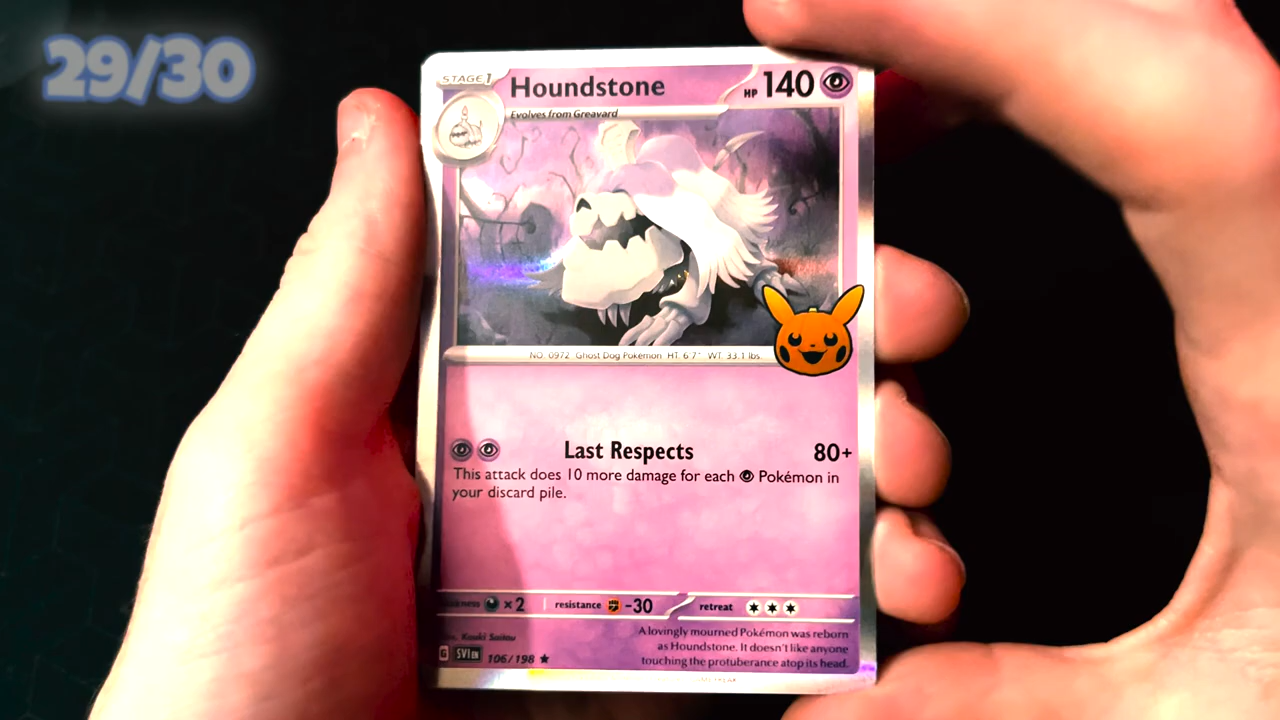 29/30
STAGE 1 Houndstone HP 140
Evolves from Greavard
NO. 0972 Ghost Dog Pokémon HT. 6'7" WT. 33.1 lbs.
Last Respects 80+
This attack does 10 more damage for each Pokémon in
your discard pile.
×2 resistance -30 retreat
A lovingly mourned Pokémon was reborn
Kouki Saitou as Houndstone. It doesn't like anyone
G SVI EN 106/198 touching the protuberance atop its head.